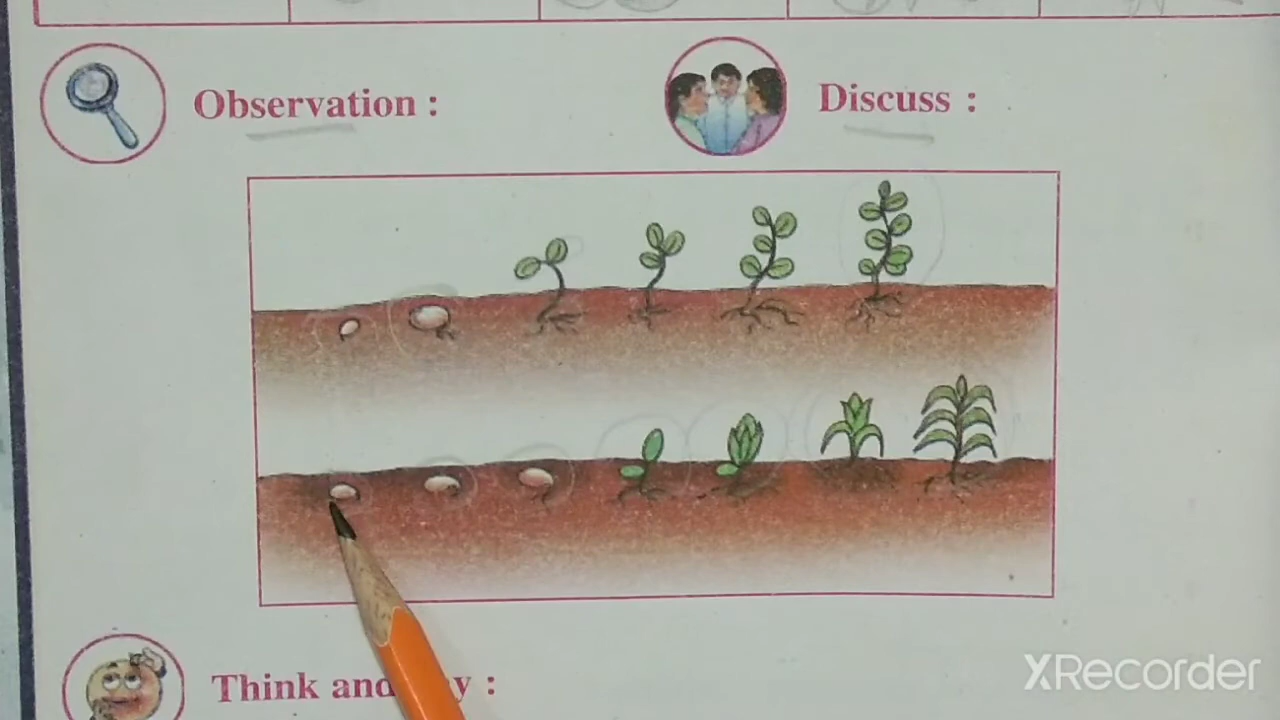 Observation :
Discuss :
Think and y :
XRecorder